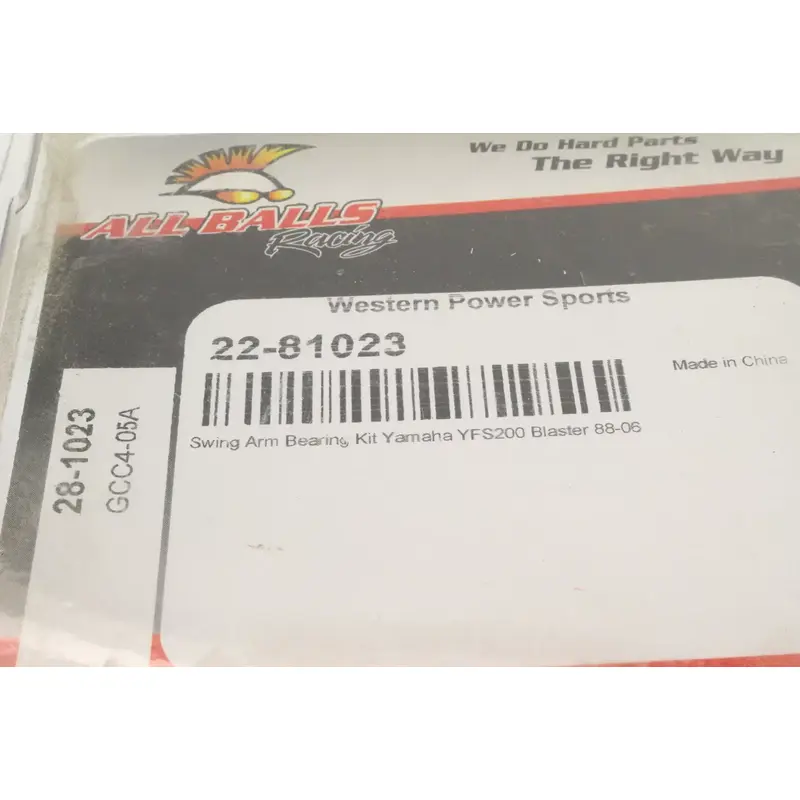 We Do Hard Parts
The Right Way
ALL BALLS
Racing
Western Power Sports
22-81023
Made in China
Swing Arm Bearing Kit Yamaha YFS200 Blaster 88-06
28-1023
GCC4-05A